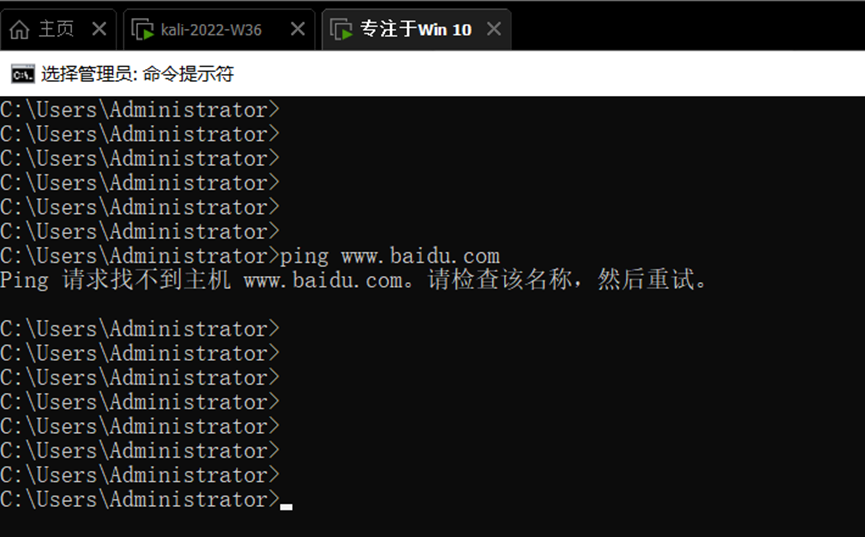 主页 kali-2022-W36 专注于Win 10
选择管理员: 命令提示符
C:\Users\Administrator>
C:\Users\Administrator>
C:\Users\Administrator>
C:\Users\Administrator>
C:\Users\Administrator>
C:\Users\Administrator>
C:\Users\Administrator>ping www.baidu.com
Ping 请求找不到主机 www.baidu.com。请检查该名称，然后重试。
C:\Users\Administrator>
C:\Users\Administrator>
C:\Users\Administrator>
C:\Users\Administrator>
C:\Users\Administrator>
C:\Users\Administrator>
C:\Users\Administrator>
C:\Users\Administrator>